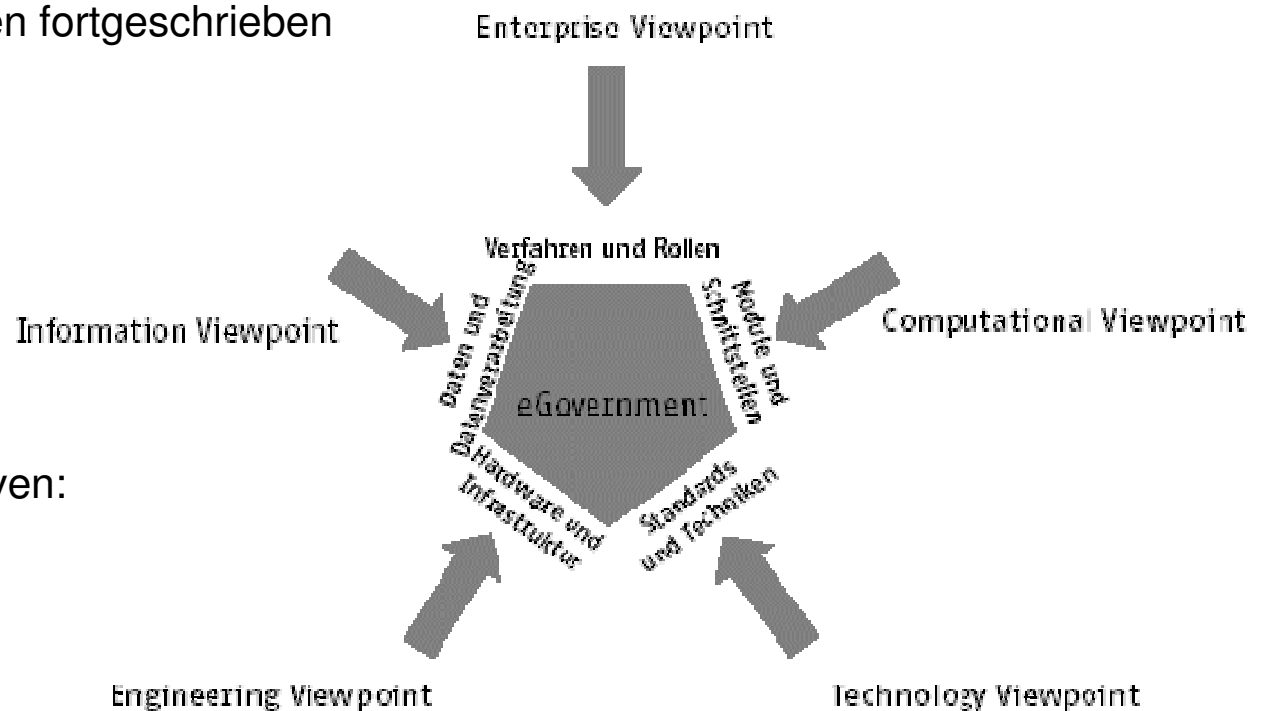 en fortgeschrieben
Enterprise Viewpoint
Verfahren und Rollen
Daten und
Datenverarbeitung
Module und
Schnittstellen
Information Viewpoint
Computational Viewpoint
eGovernment
ven:
Hardware und
Infrastruktur
Standards
und Techniken
Engineering Viewpoint
Technology Viewpoint